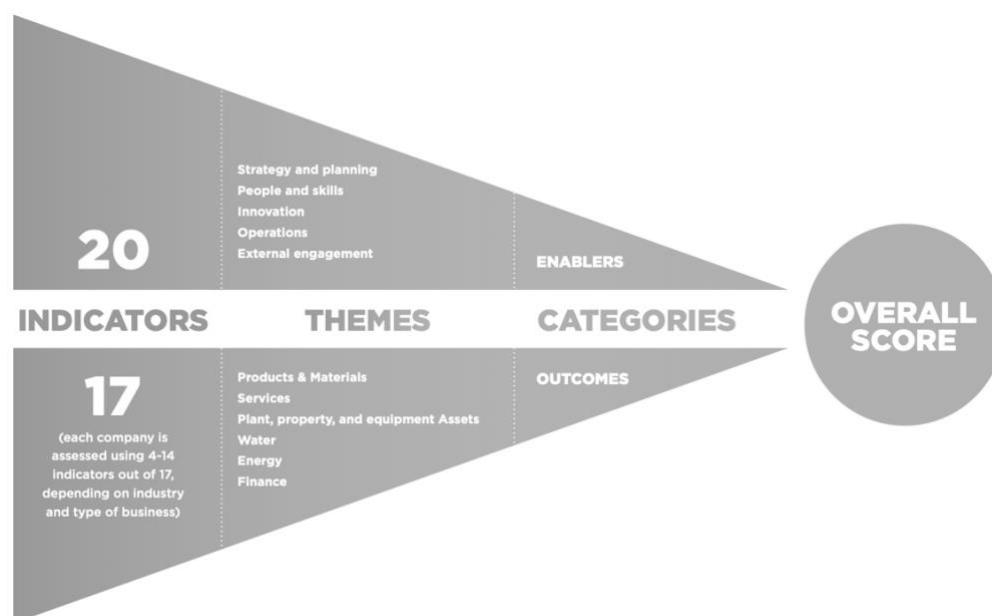 Strategy and planning
People and skills
Innovation
Operations
External engagement
20
ENABLERS
INDICATORS
THEMES
CATEGORIES
OVERALL
SCORE
17
(each company is
assessed using 4-14
indicators out of 17,
depending on industry
and type of business)
Products & Materials
Services
Plant, property, and equipment Assets
Water
Energy
Finance
OUTCOMES